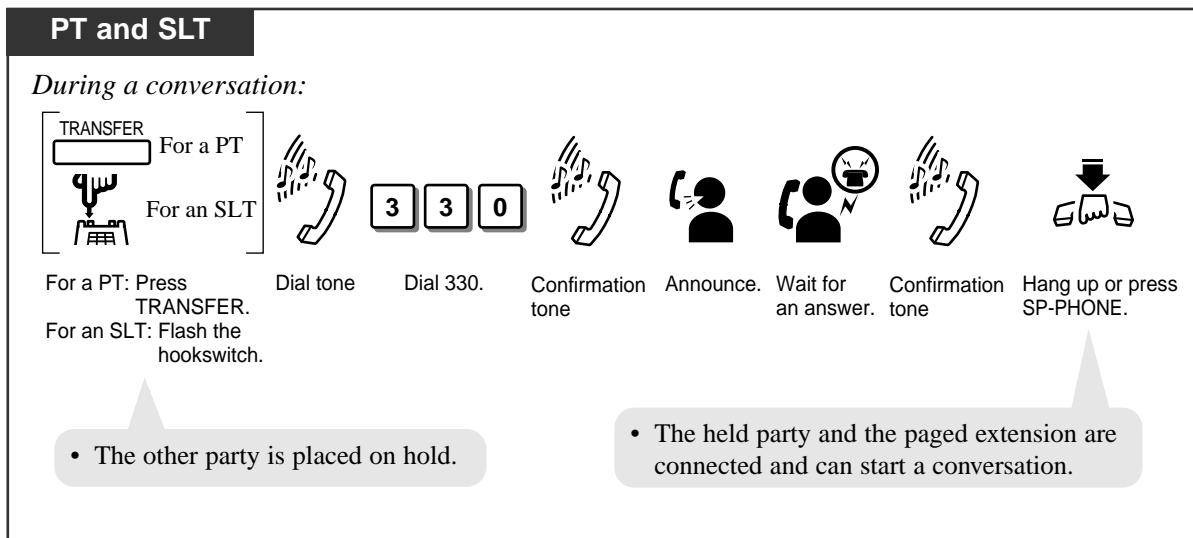 PT and SLT
During a conversation:
TRANSFER
For a PT
For an SLT
3 3 0
For a PT: Press
TRANSFER.
For an SLT: Flash the
hookswitch.
Dial tone
Dial 330.
Confirmation
tone
Announce.
Wait for
an answer.
Confirmation
tone
Hang up or press
SP-PHONE.
• The other party is placed on hold.
• The held party and the paged extension are
connected and can start a conversation.